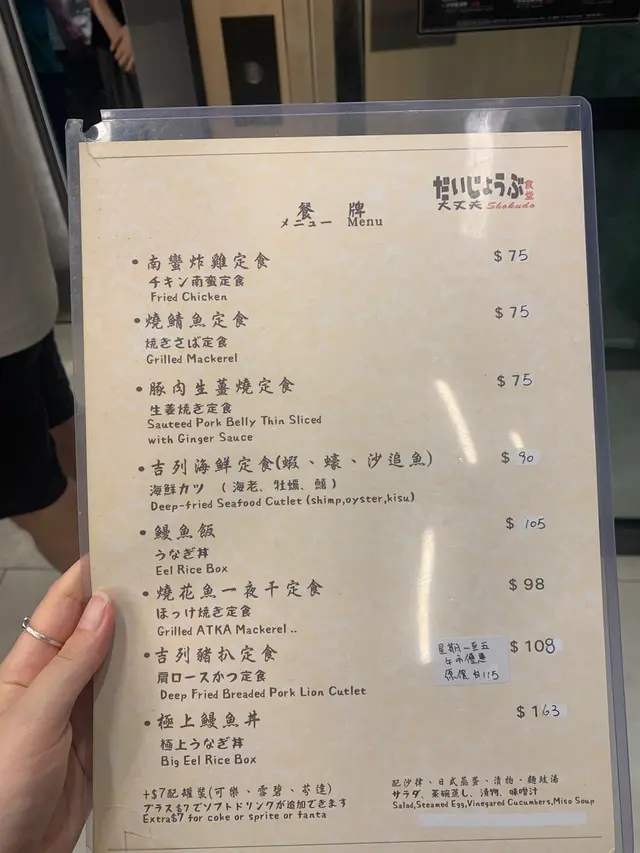 だいじょうぶ食堂
大丈夫 Shokudo
餐 牌
メニュー Menu
• 南蠻炸雞定食 $ 75
チキン南蛮定食
Fried Chicken
• 燒鯖魚定食 $ 75
焼きさば定食
Grilled Mackerel
• 豚肉生薑燒定食 $ 75
生姜焼き定食
Sauteed Pork Belly Thin Sliced
with Ginger Sauce
• 吉列海鮮定食(蝦、蠔、沙追魚) $ 90
海鮮カツ (海老、牡蠣、鱚)
Deep-fried Seafood Cutlet (shimp,oyster,kisu)
• 鰻魚飯 $ 105
うなぎ丼
Eel Rice Box
• 燒花魚一夜干定食 $ 98
ほっけ焼き定食
Grilled ATKA Mackerel ..
• 吉列豬扒定食 $ 108
星期一至五
午市優惠
原價 $115
肩ロースかつ定食
Deep Fried Breaded Pork Lion Cutlet
• 極上鰻魚丼 $ 163
極上うなぎ丼
Big Eel Rice Box
+$7配罐裝(可樂、雪碧、芬達)
プラス$7でソフトドリンクが追加できます
Extra$7 for coke or sprite or fanta
配沙律、日式蒸蛋、漬物、麵豉湯
サラダ、茶碗蒸し、漬物、味噌汁
Salad,Steamed Egg,Vinegared Cucumbers,Miso Soup